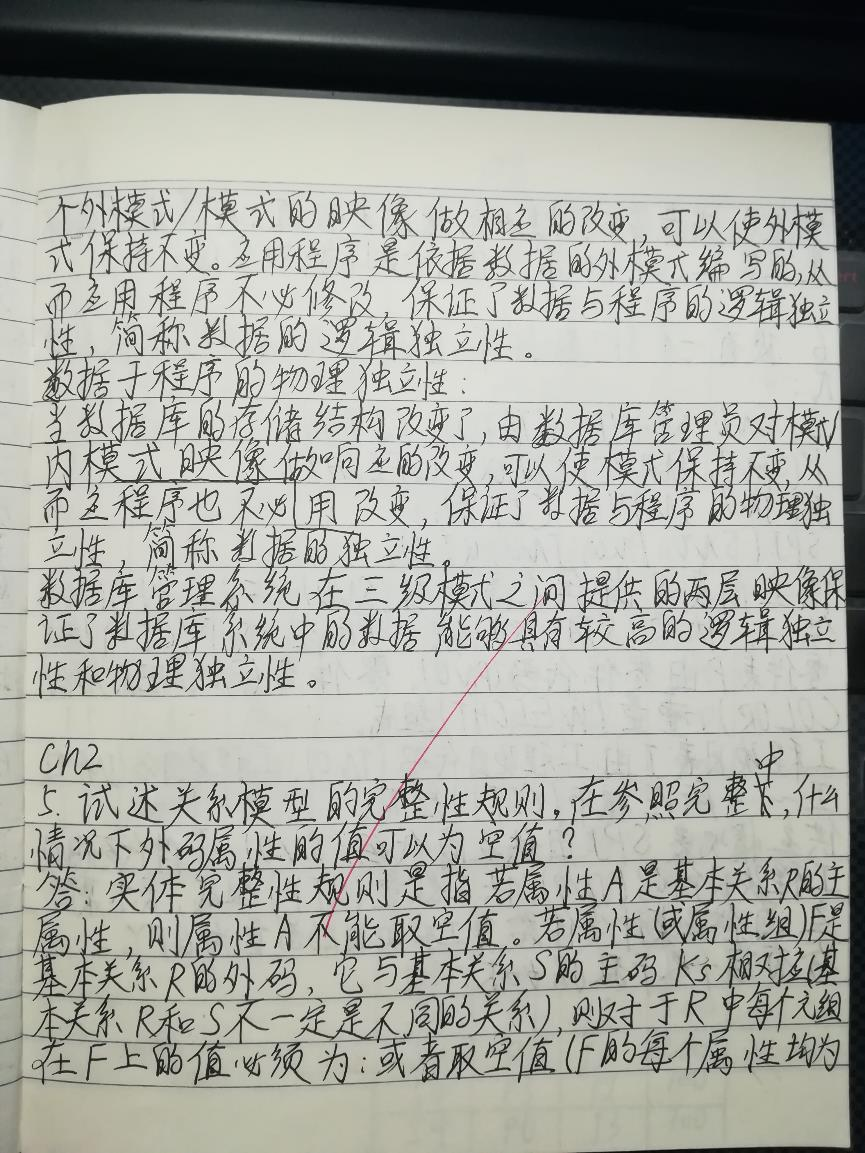 个外模式/模式的映像做相应的改变，可以使外模
式保持不变。应用程序是依据数据的外模式编写的，从
而应用程序不必修改，保证了数据与程序的逻辑独立
性，简称数据的逻辑独立性。
数据于程序的物理独立性：
当数据库的存储结构改变了，由数据库管理员对模式/
内模式映像做响应的改变，可以使模式保持不变，从
而应程序也不必用改变，保证了数据与程序的物理独
立性，简称数据的独立性。
数据库管理系统在三级模式之间提供的两层映像保
证了数据库系统中的数据能够具有较高的逻辑独立
性和物理独立性。
Ch2
5. 试述关系模型的完整性规则。在参照完整性中，什么
情况下外码属性的值可以为空值？
答：实体完整性规则是指若属性A是基本关系R的主
属性，则属性A不能取空值。若属性（或属性组）F是
基本关系R的外码，它与基本关系S的主码Ks相对应（基
本关系R和S不一定是不同的关系），则对于R中每个元组
在F上的值必须为：或者取空值（F的每个属性均为